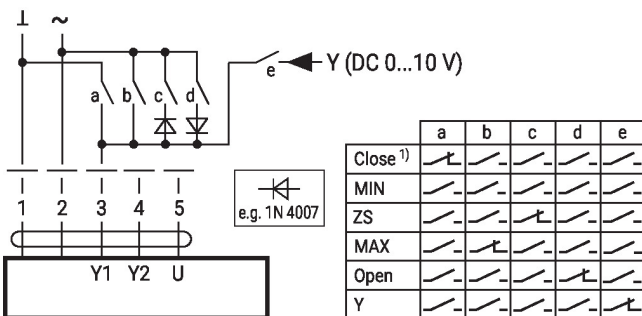 ⊥ ~
e Y (DC 0...10 V)
a b c d
1 2 3 4 5
e.g. 1N 4007
Y1 Y2 U
a b c d e
Close 1)
MIN
ZS
MAX
Open
Y